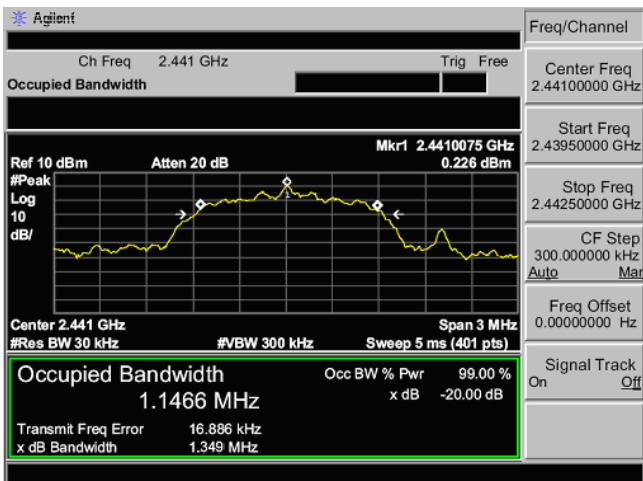 Agilent
Freq/Channel
Ch Freq 2.441 GHz Trig Free
Occupied Bandwidth
Center Freq
2.44100000 GHz
Start Freq
2.43950000 GHz
Stop Freq
2.44250000 GHz
CF Step
300.000000 kHz
Auto Man
Freq Offset
0.00000000 Hz
Signal Track
On Off
Mkr1 2.4410075 GHz
Ref 10 dBm Atten 20 dB 0.226 dBm
#Peak
Log
10
dB/
1
Center 2.441 GHz Span 3 MHz
#Res BW 30 kHz #VBW 300 kHz Sweep 5 ms (401 pts)
Occupied Bandwidth Occ BW % Pwr 99.00 %
1.1466 MHz x dB -20.00 dB
Transmit Freq Error 16.886 kHz
x dB Bandwidth 1.349 MHz